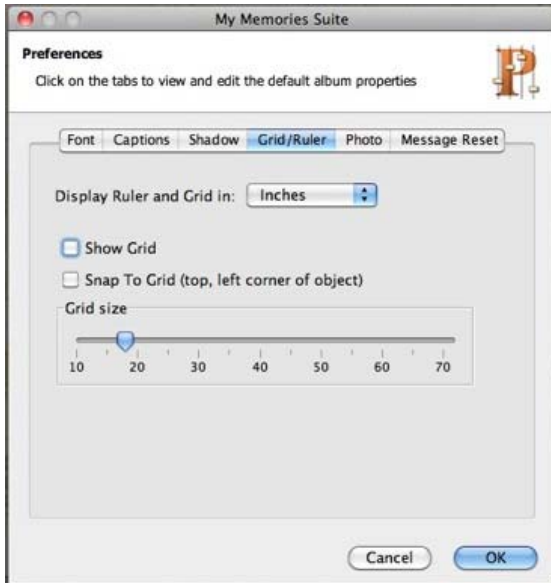 My Memories Suite
Preferences
Click on the tabs to view and edit the default album properties
Font Captions Shadow Grid/Ruler Photo Message Reset
Display Ruler and Grid in: Inches
Show Grid
Snap To Grid (top, left corner of object)
Grid size
10 20 30 40 50 60 70
Cancel OK